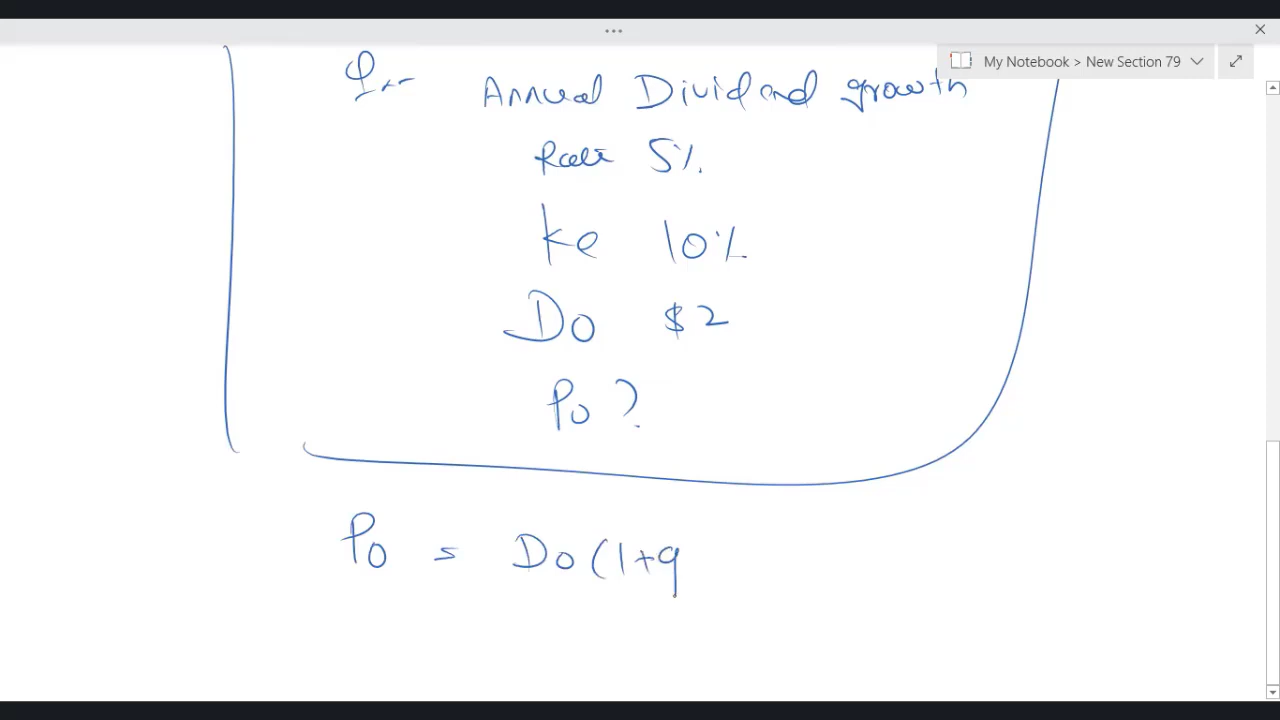 ...
My Notebook > New Section 79
Annual Dividend growth
Rate 5%.
ke 10%
Do $2
Po ?
Po = Do (1+g